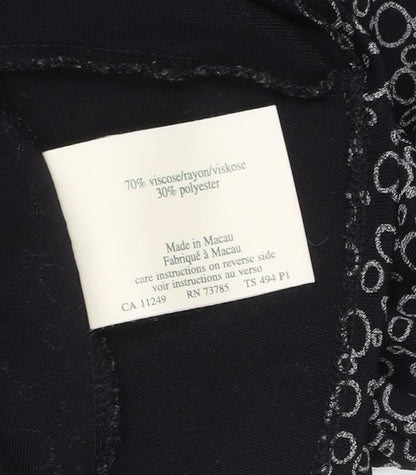 70% viscose/rayon/viskose
30% polyester
Made in Macau
Fabriqué à Macau
care instructions on reverse side
voir instructions au verso
CA 11249 RN 73785 TS 494 P1